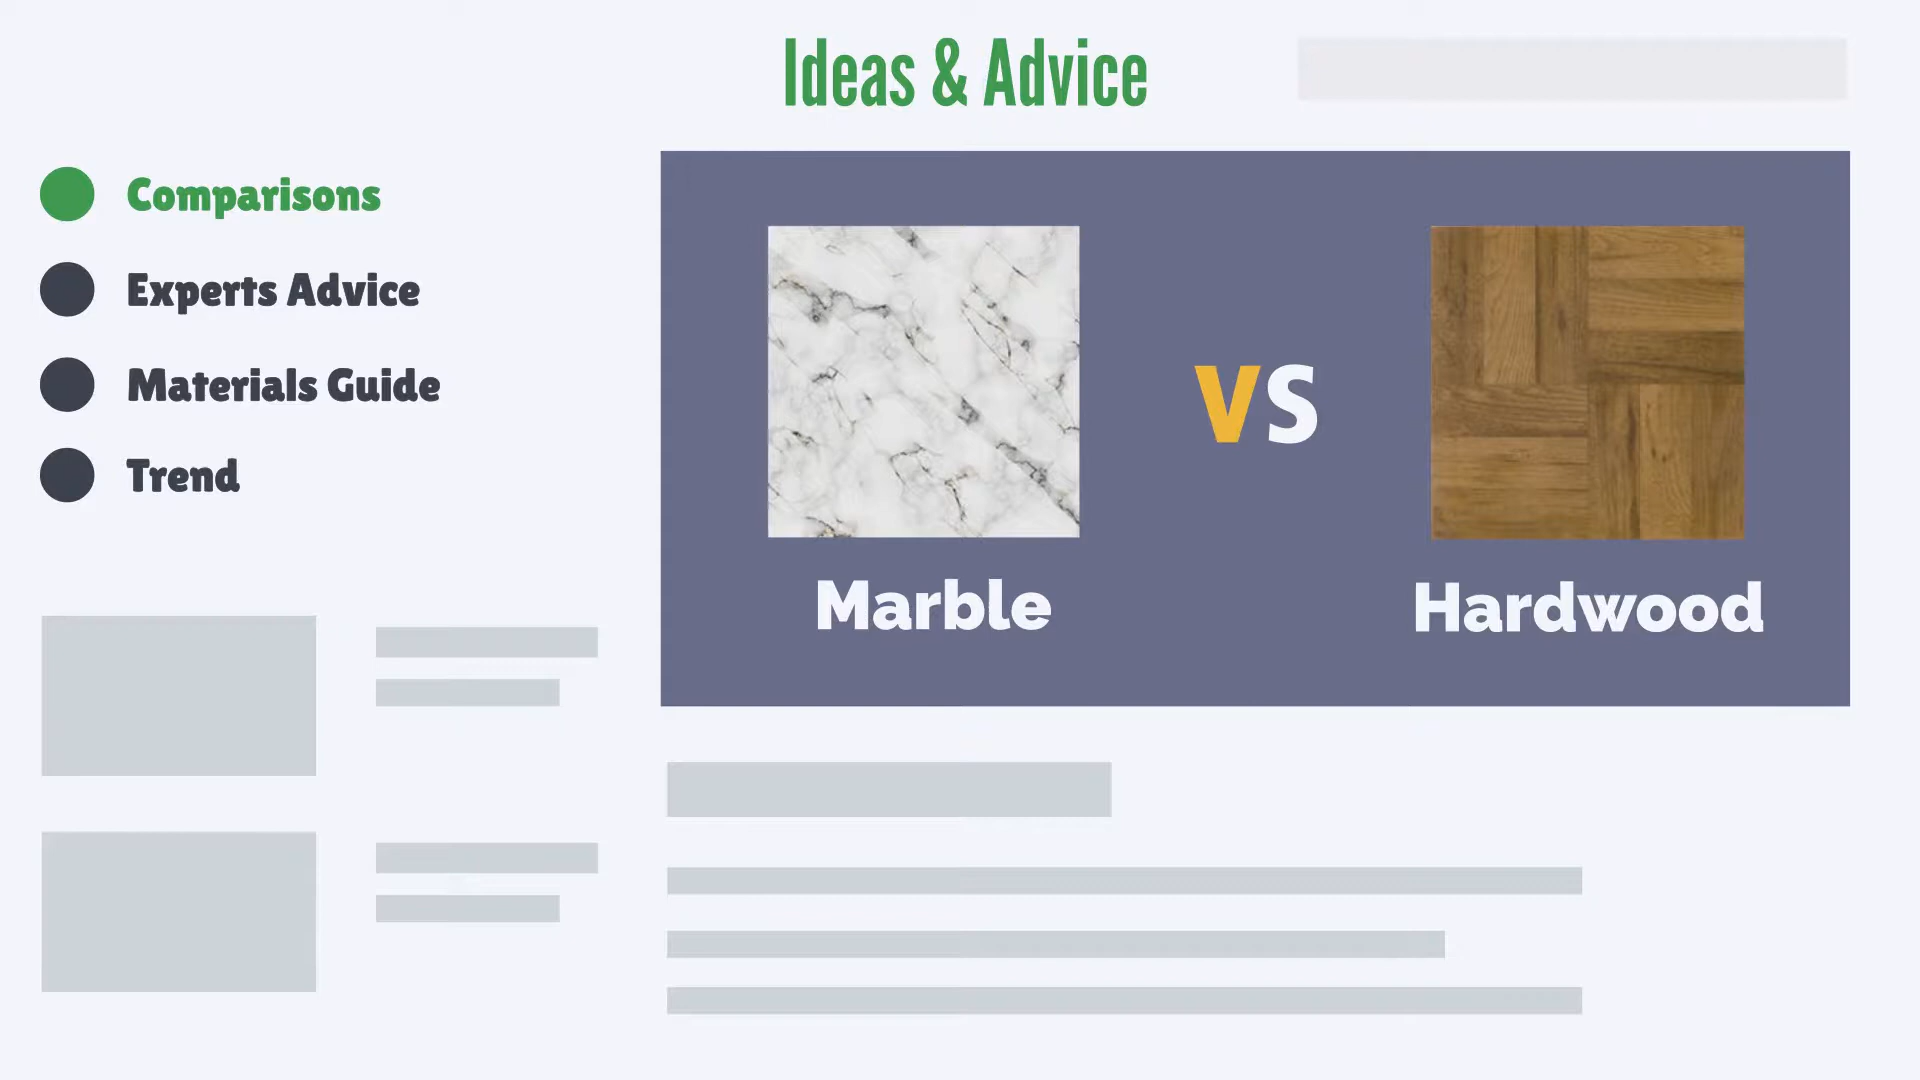 Ideas & Advice
Comparisons
Experts Advice
Materials Guide
Trend
VS
Marble
Hardwood